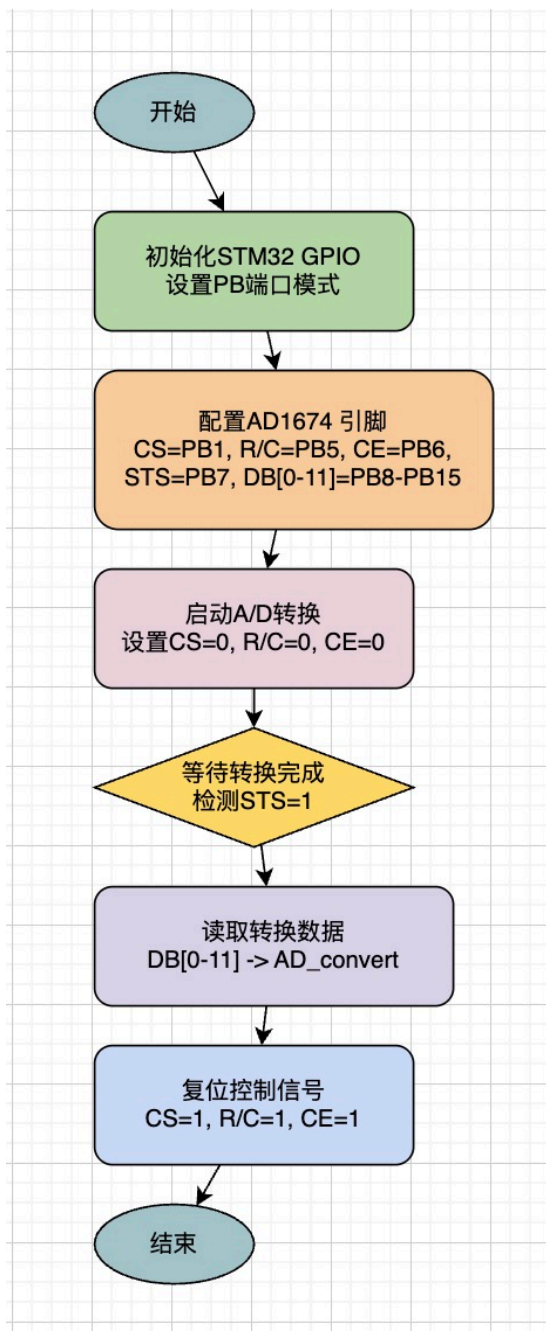 开始
初始化STM32 GPIO
设置PB端口模式
配置AD1674 引脚
CS=PB1, R/C=PB5, CE=PB6,
STS=PB7, DB[0-11]=PB8-PB15
启动A/D转换
设置CS=0, R/C=0, CE=0
等待转换完成
检测STS=1
读取转换数据
DB[0-11] -> AD_convert
复位控制信号
CS=1, R/C=1, CE=1
结束